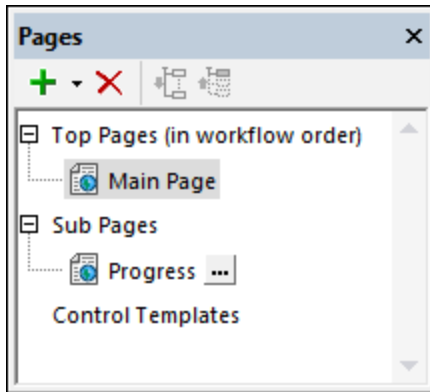 Pages
Top Pages (in workflow order)
Main Page
Sub Pages
Progress ...
Control Templates